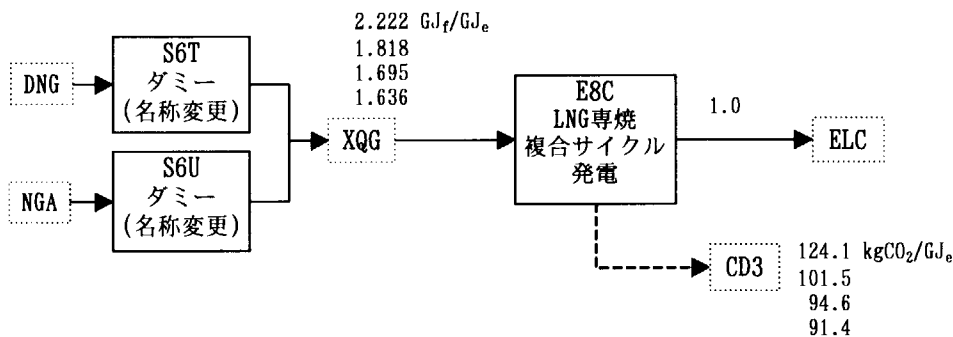 DNG
S6T
ダミー
(名称変更)
NGA
S6U
ダミー
(名称変更)
XQG
2.222 GJf/GJe
1.818
1.695
1.636
E8C
LNG専焼
複合サイクル
発電
1.0
ELC
CD3
124.1 kgCO2/GJe
101.5
94.6
91.4